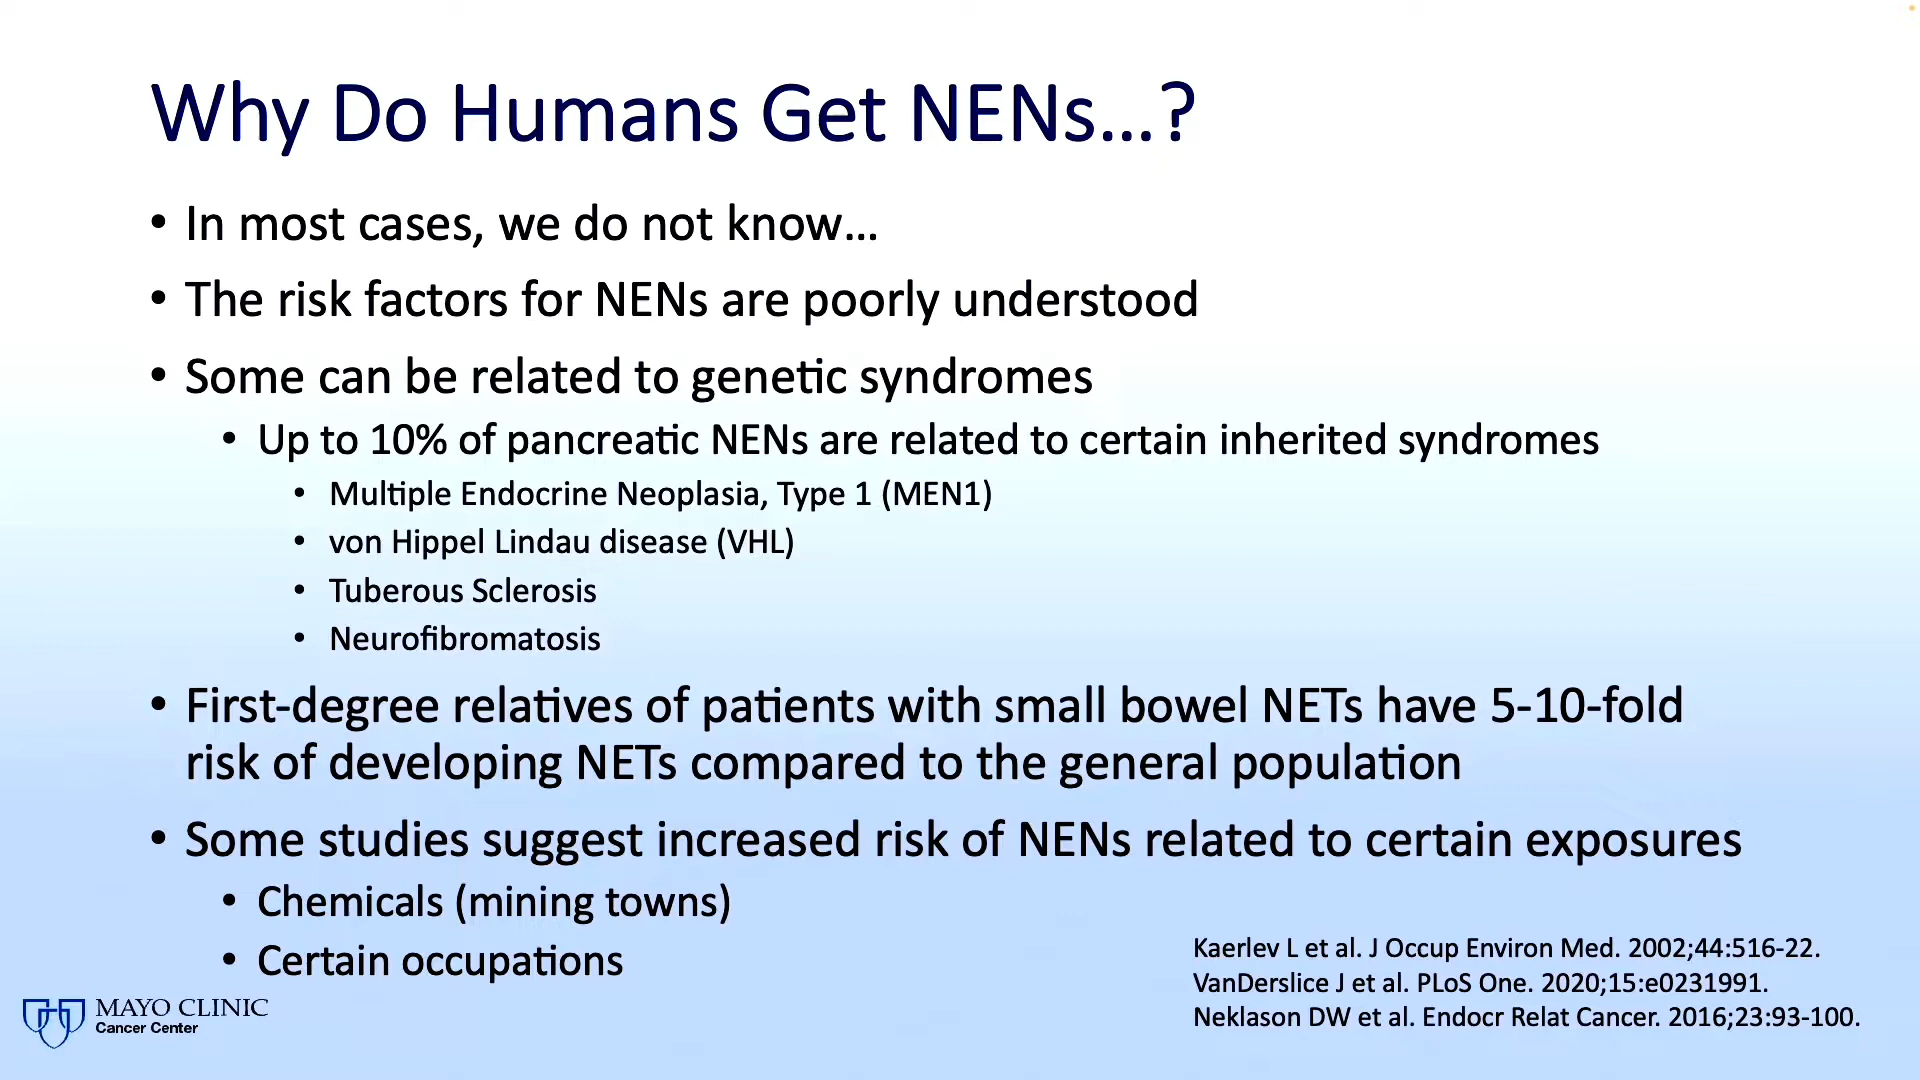 Why Do Humans Get NENs...?
• In most cases, we do not know...
• The risk factors for NENs are poorly understood
• Some can be related to genetic syndromes
• Up to 10% of pancreatic NENs are related to certain inherited syndromes
• Multiple Endocrine Neoplasia, Type 1 (MEN1)
• von Hippel Lindau disease (VHL)
• Tuberous Sclerosis
• Neurofibromatosis
• First-degree relatives of patients with small bowel NETs have 5-10-fold
risk of developing NETs compared to the general population
• Some studies suggest increased risk of NENs related to certain exposures
• Chemicals (mining towns)
• Certain occupations
Kaerlev L et al. J Occup Environ Med. 2002;44:516-22.
VanDerslice J et al. PLoS One. 2020;15:e0231991.
Neklason DW et al. Endocr Relat Cancer. 2016;23:93-100.
MAYO CLINIC
Cancer Center